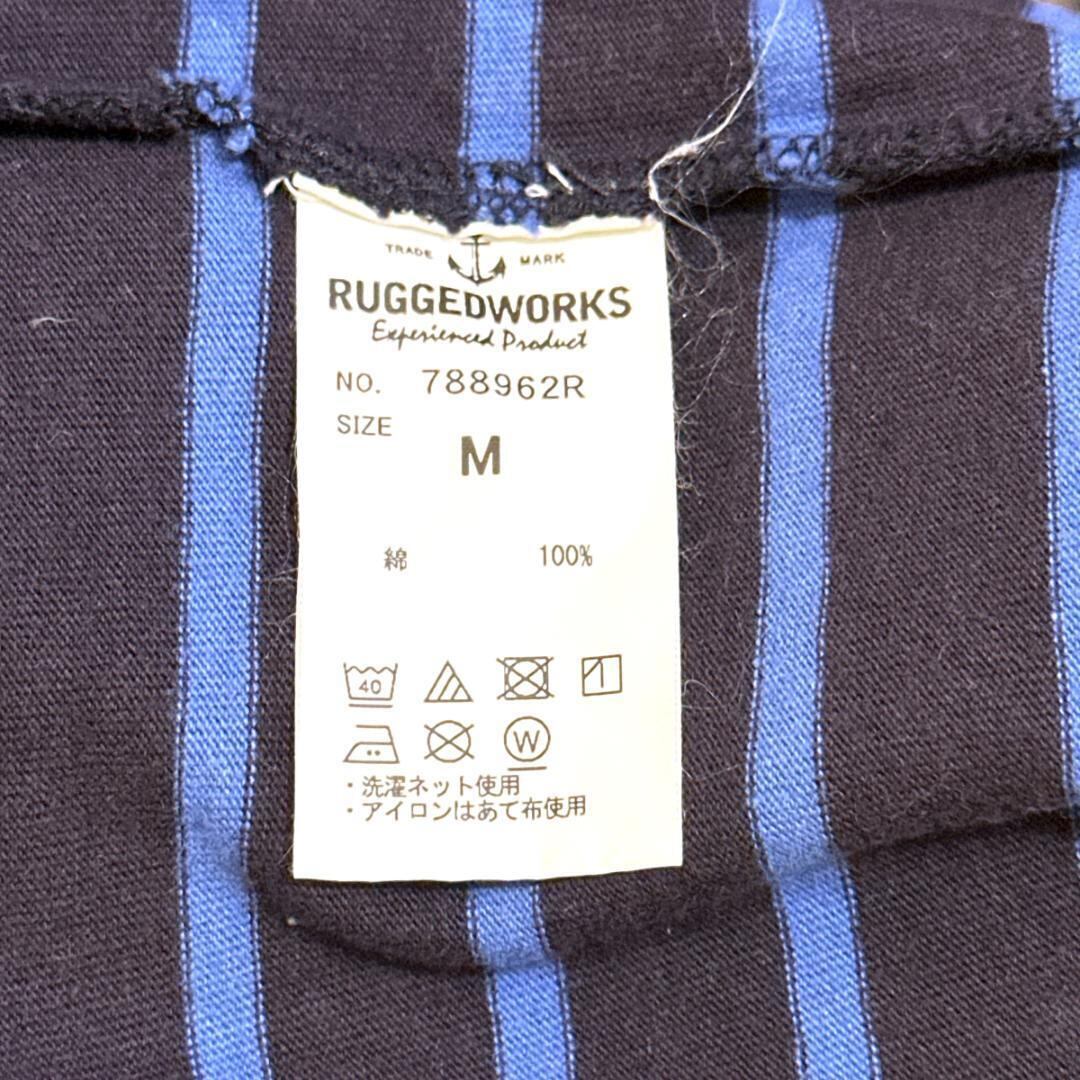 TRADE MARK
RUGGEDWORKS
Experienced Product
NO. 788962R
SIZE
M
綿 100%
40
W
・洗濯ネット使用
・アイロンはあて布使用